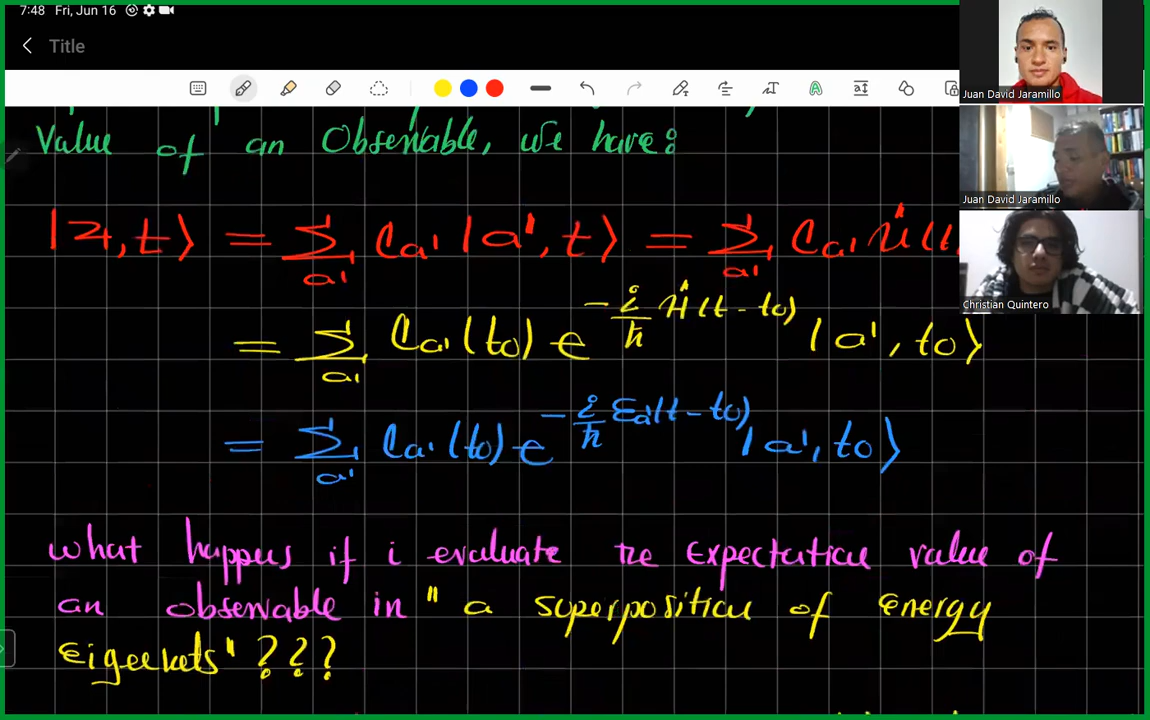 7:48 Fri, Jun 16
Title
Juan David Jaramillo
Juan David Jaramillo
Christian Quintero
Value of an Observable, we have:
|ψ,t⟩ = Σ_a' C_a' |a',t⟩ = Σ_a' C_a' Û(t,
= Σ_a' C_a'(t₀) e^{-i/ħ Ĥ(t-t₀)} |a',t₀⟩
= Σ_a' C_a'(t₀) e^{-i/ħ Ea'(t-t₀)} |a',t₀⟩
what happens if i evaluate the Expectation value of
an observable in "a superposition of Energy
Eigenkets"???